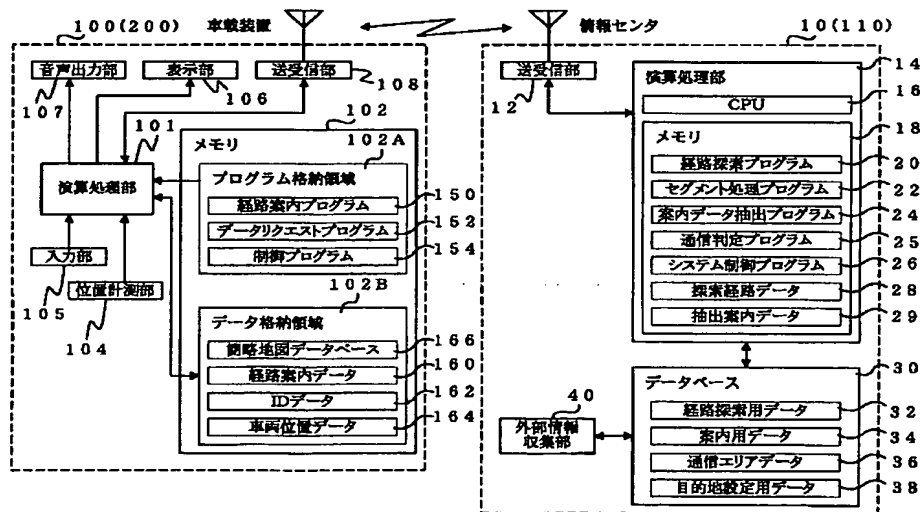 100(200)
車載装置
音声出力部
107
表示部
106
送受信部
108
101
演算処理部
入力部
105
位置計測部
104
102
メモリ
102A
プログラム格納領域
経路案内プログラム
150
データリクエストプログラム
152
制御プログラム
154
102B
データ格納領域
簡略地図データベース
166
経路案内データ
160
IDデータ
162
車両位置データ
164
情報センタ
10(110)
送受信部
12
演算処理部
14
CPU
16
メモリ
18
経路探索プログラム
20
セグメント処理プログラム
22
案内データ抽出プログラム
24
通信判定プログラム
25
システム制御プログラム
26
探索経路データ
28
抽出案内データ
29
40
外部情報
収集部
データベース
30
経路探索用データ
32
案内用データ
34
通信エリアデータ
36
目的地設定用データ
38